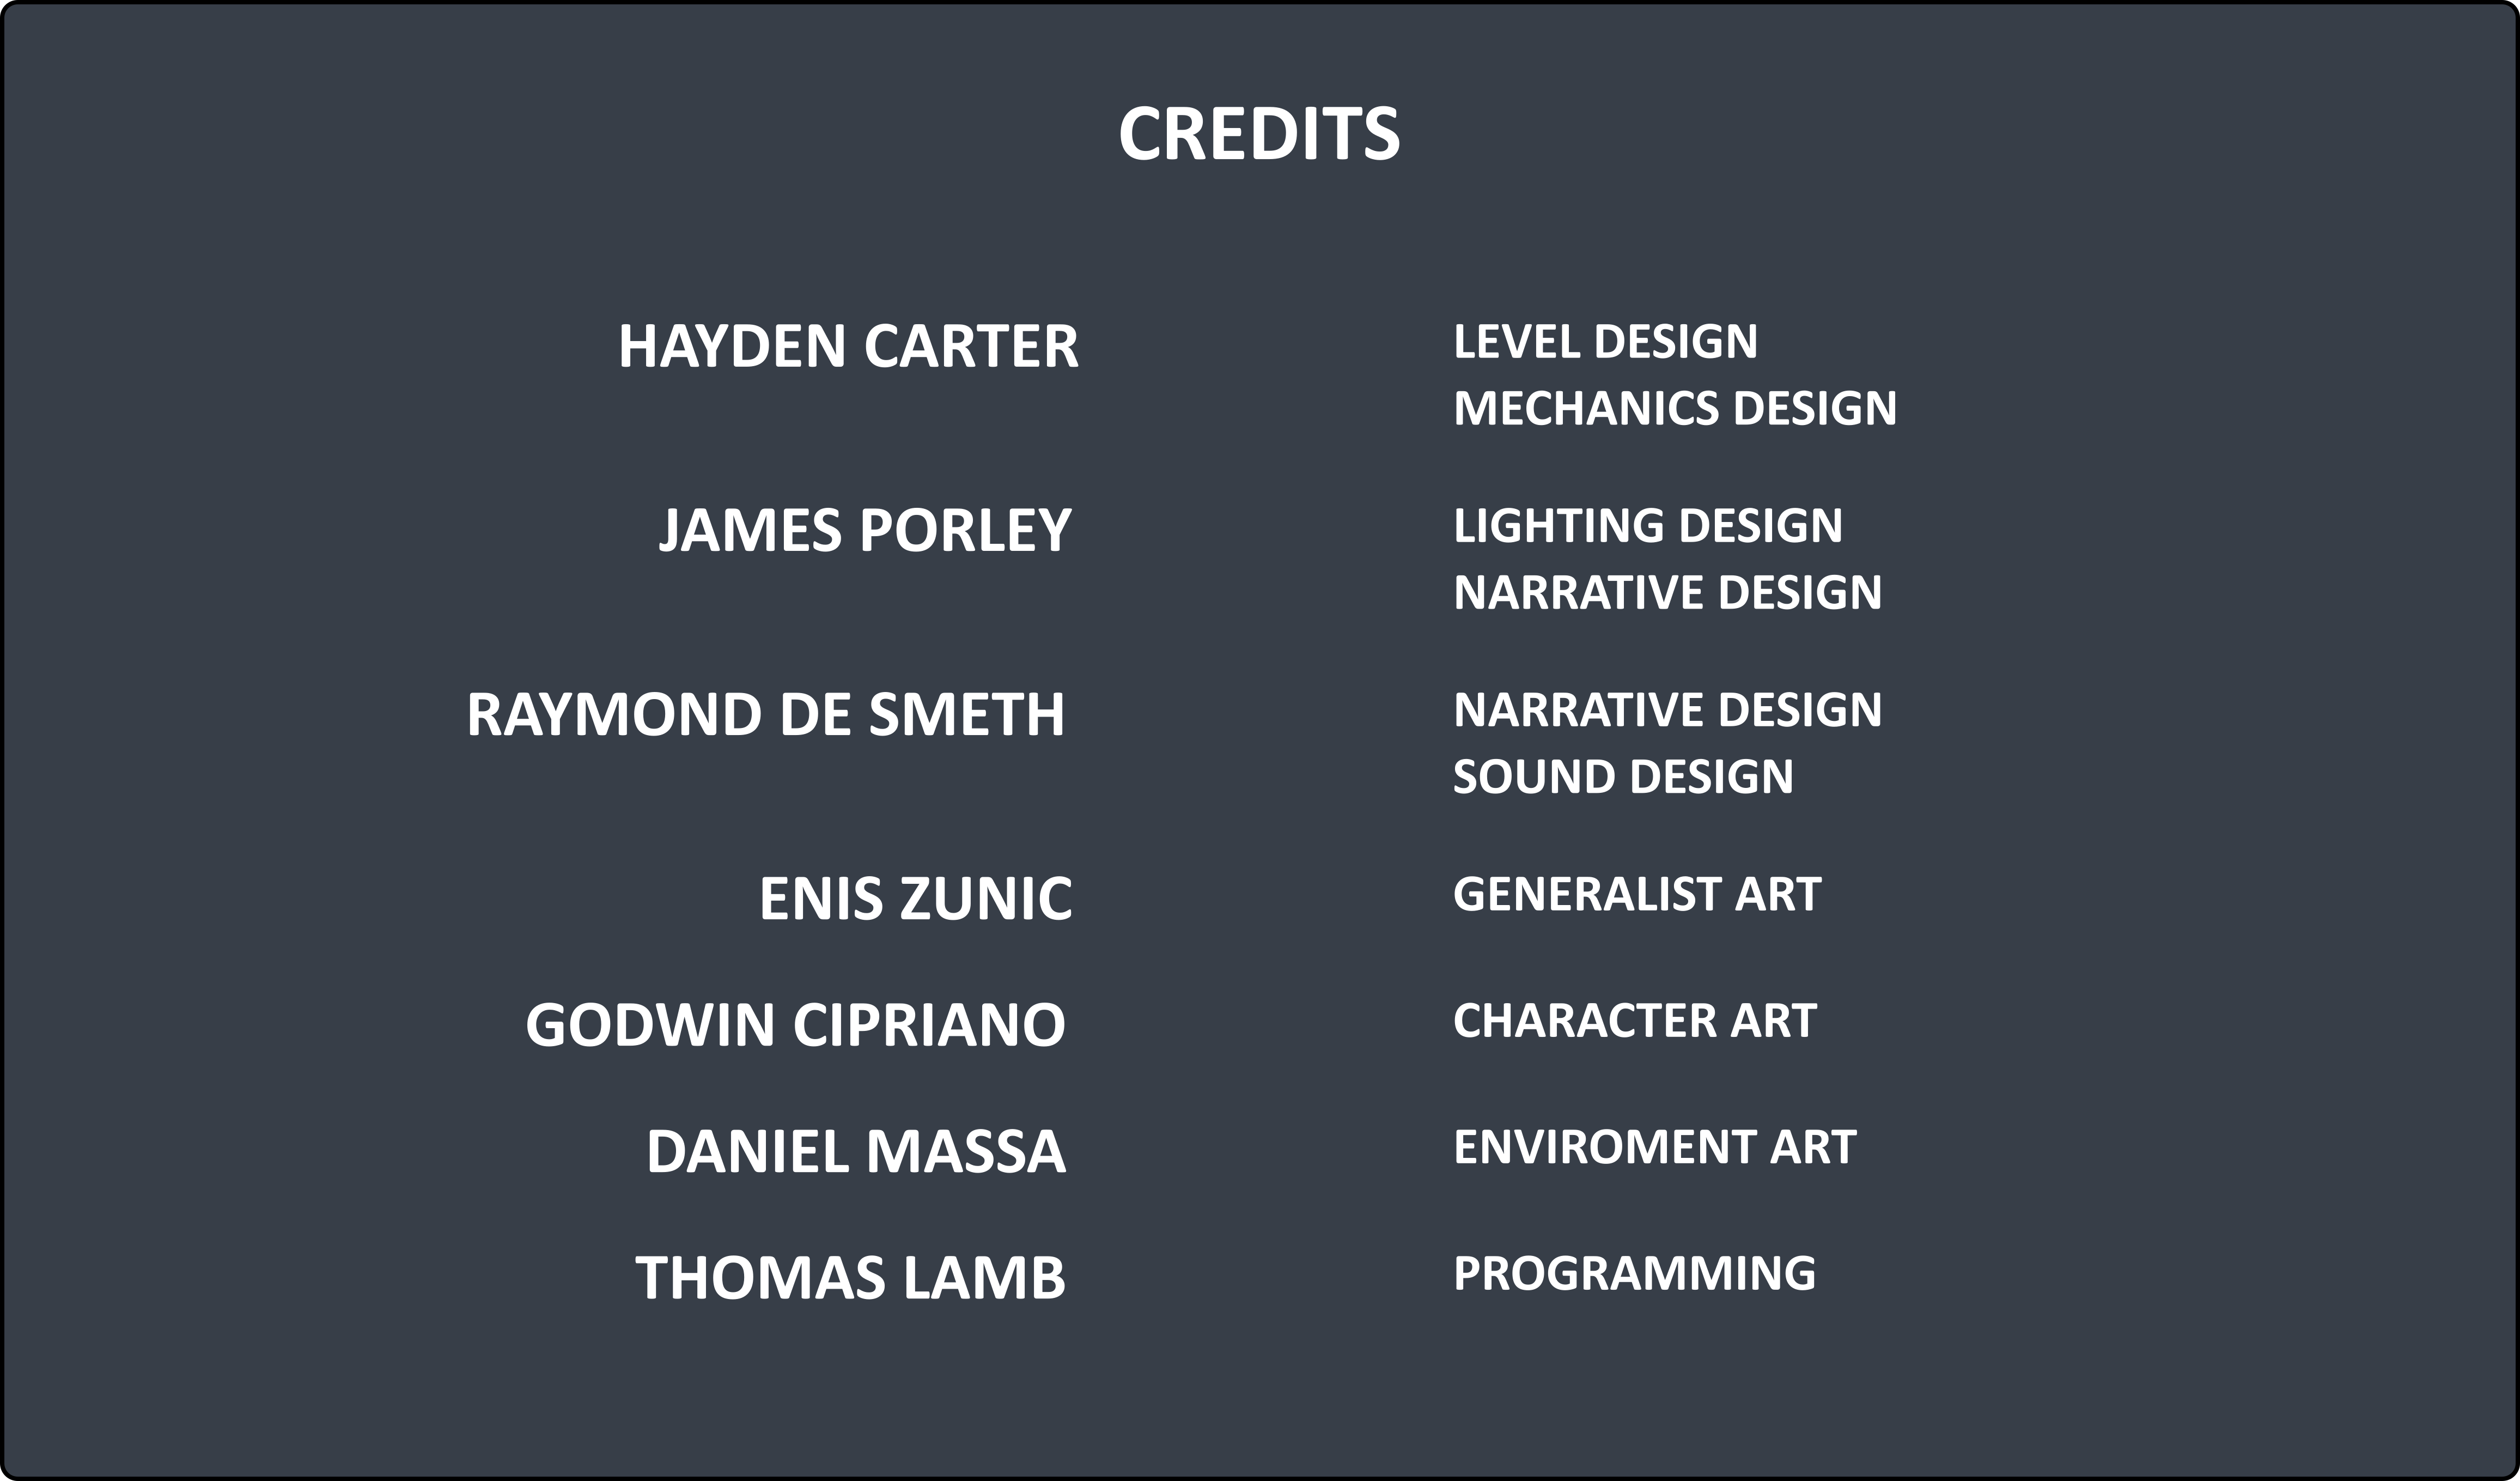 CREDITS
HAYDEN CARTER LEVEL DESIGN
MECHANICS DESIGN
JAMES PORLEY LIGHTING DESIGN
NARRATIVE DESIGN
RAYMOND DE SMETH NARRATIVE DESIGN
SOUND DESIGN
ENIS ZUNIC GENERALIST ART
GODWIN CIPRIANO CHARACTER ART
DANIEL MASSA ENVIROMENT ART
THOMAS LAMB PROGRAMMING